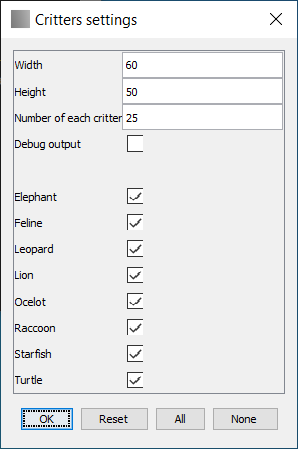 Critters settings
Width 60
Height 50
Number of each critter 25
Debug output
Elephant
Feline
Leopard
Lion
Ocelot
Raccoon
Starfish
Turtle
OK Reset All None